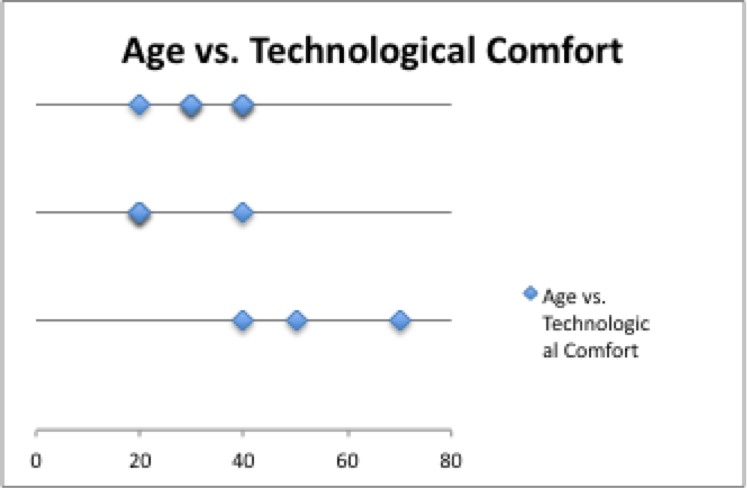 Age vs. Technological Comfort
Age vs.
Technologic
al Comfort
0 20 40 60 80